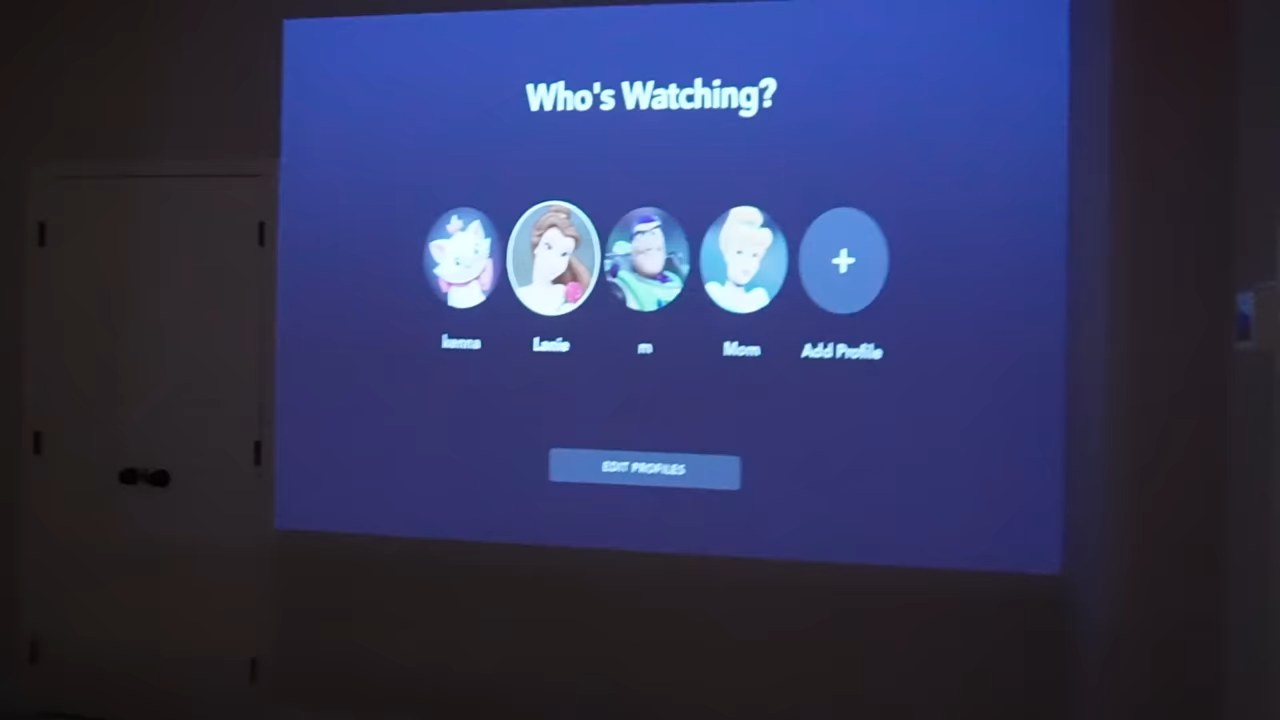 Who's Watching?
Lanie
m
Mom
Add Profile
EDIT PROFILES